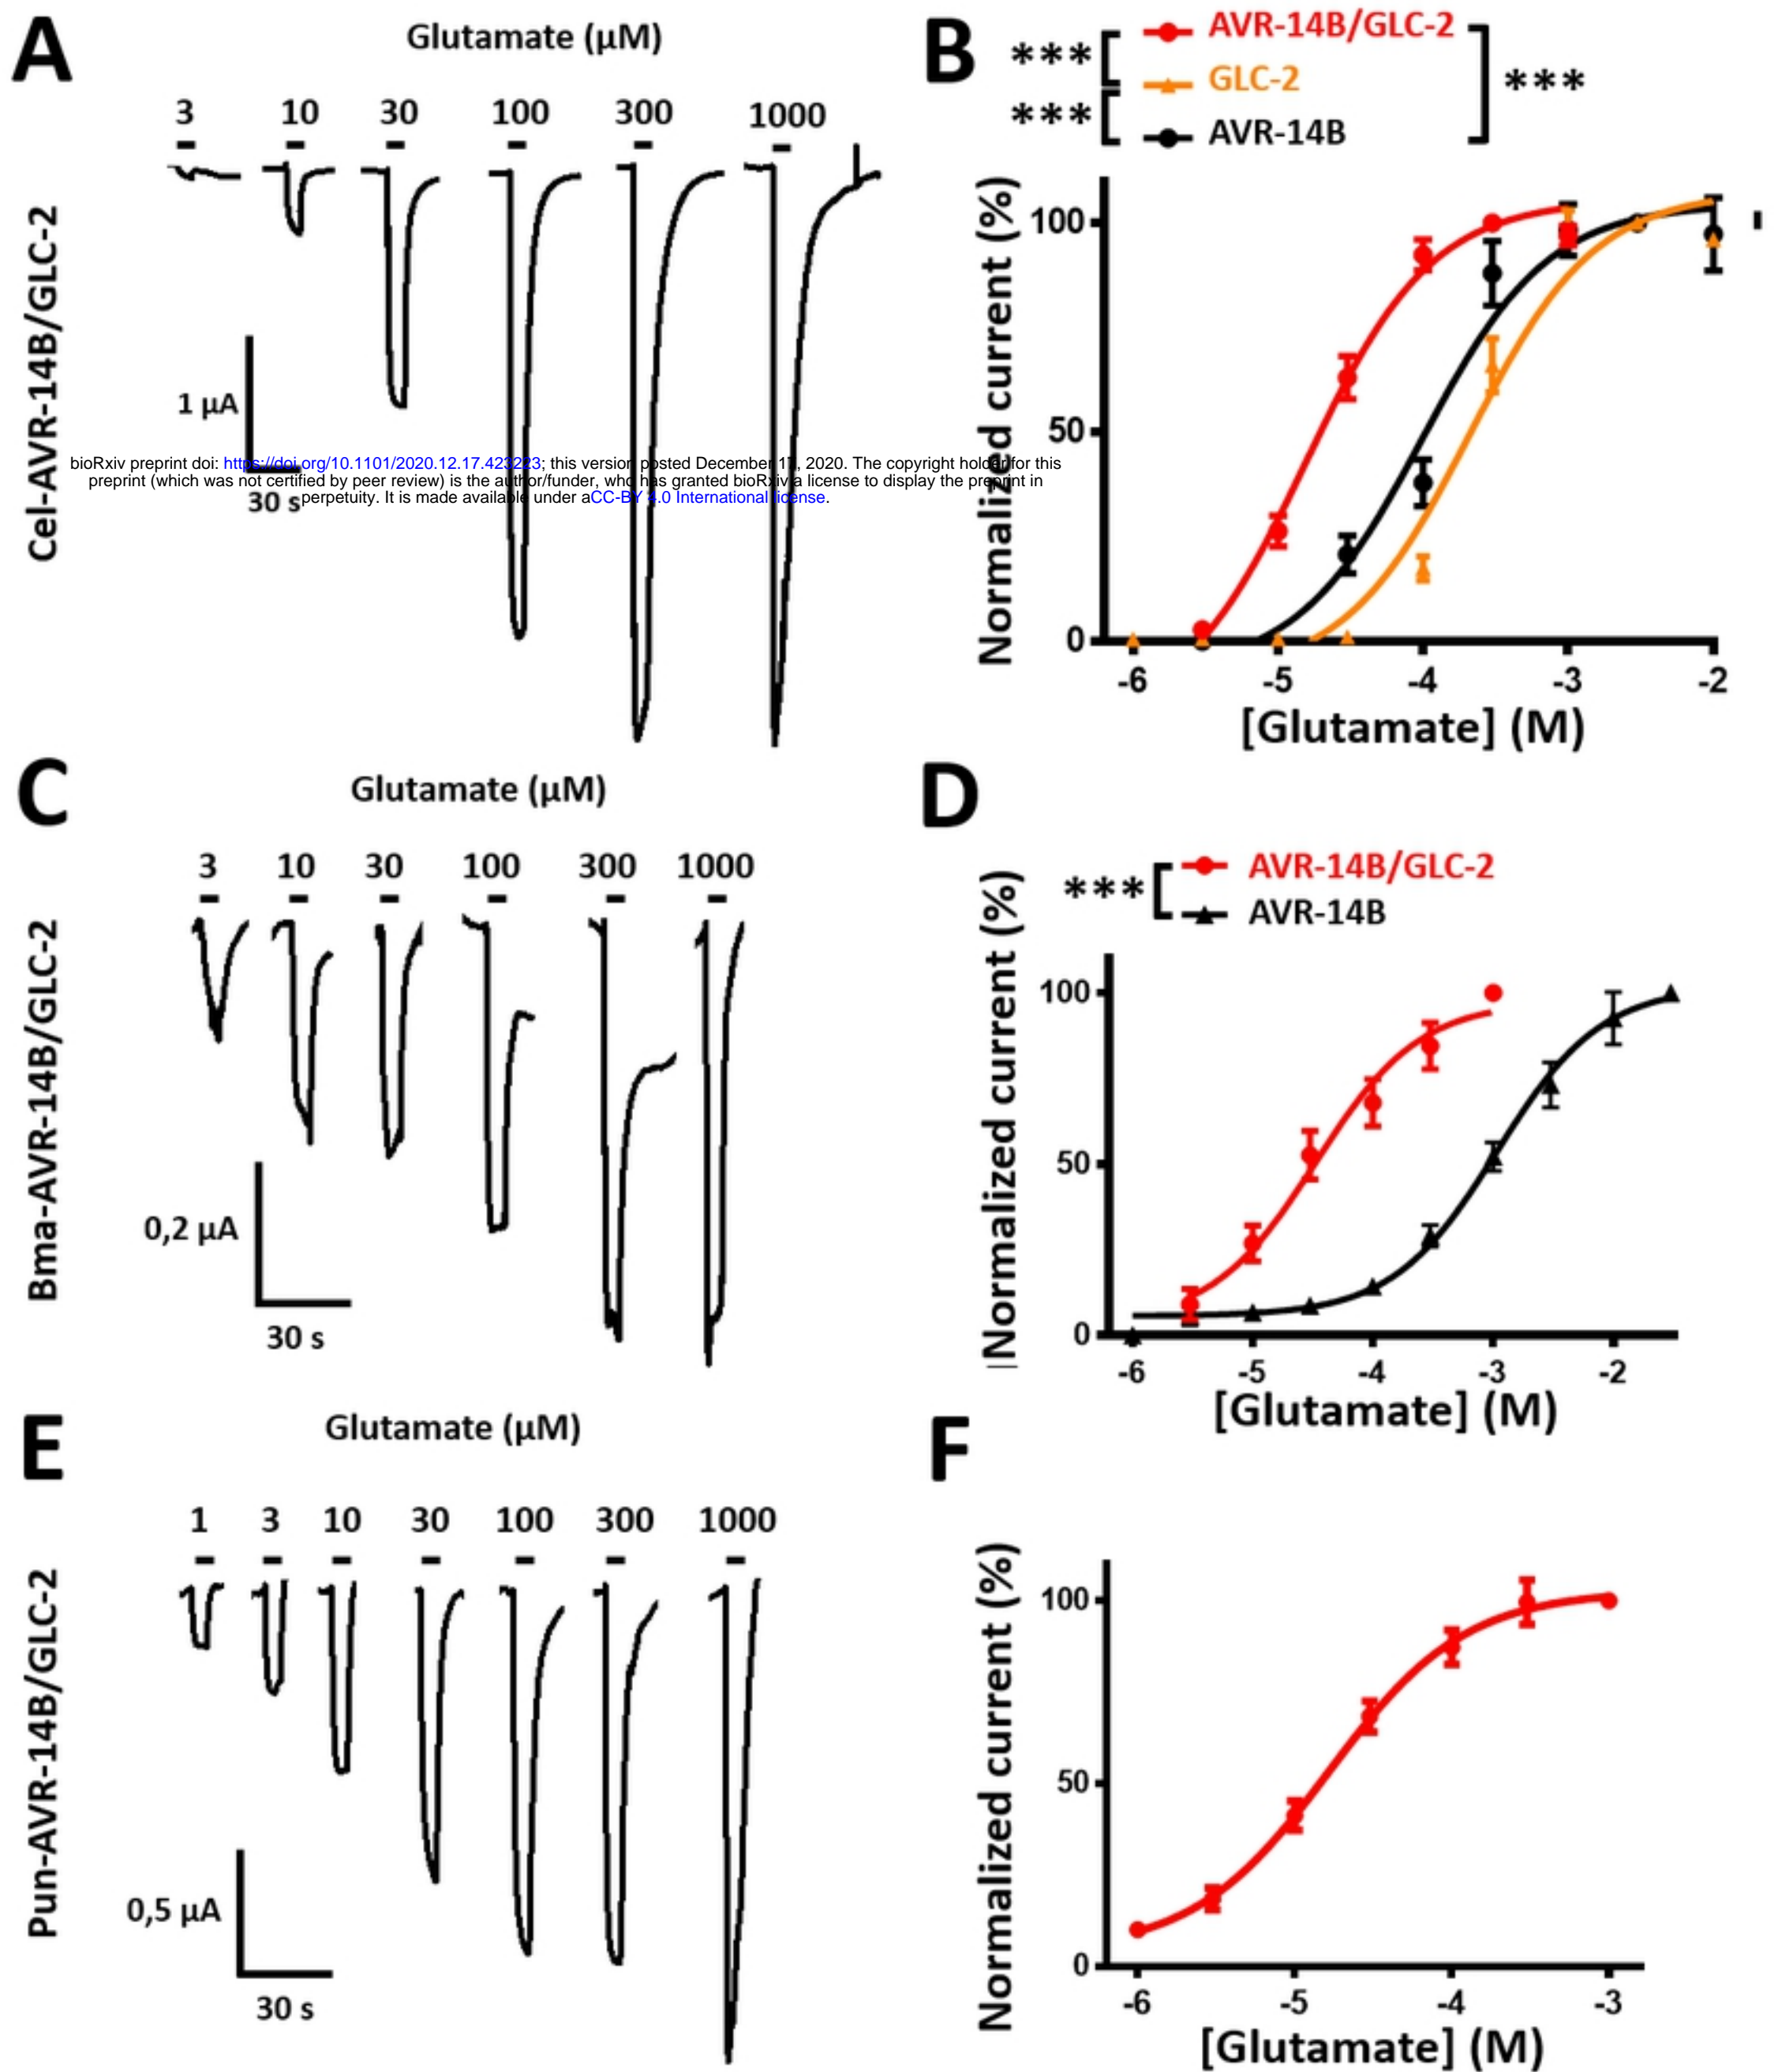 A
Glutamate (µM)
3 10 30 100 300 1000
Cel-AVR-14B/GLC-2
1 µA
30 s
bioRxiv preprint doi: https://doi.org/10.1101/2020.12.17.423223; this version posted December 17, 2020. The copyright holder for this
preprint (which was not certified by peer review) is the author/funder, who has granted bioRxiv a license to display the preprint in
perpetuity. It is made available under aCC-BY 4.0 International license.
B
*** AVR-14B/GLC-2
GLC-2 ***
*** AVR-14B
Normalized current (%)
100
50
0
-6 -5 -4 -3 -2
[Glutamate] (M)
C
Glutamate (µM)
3 10 30 100 300 1000
Bma-AVR-14B/GLC-2
0,2 µA
30 s
D
*** AVR-14B/GLC-2
AVR-14B
Normalized current (%)
100
50
0
-6 -5 -4 -3 -2
[Glutamate] (M)
E
Glutamate (µM)
1 3 10 30 100 300 1000
Pun-AVR-14B/GLC-2
0,5 µA
30 s
F
Normalized current (%)
100
50
0
-6 -5 -4 -3
[Glutamate] (M)